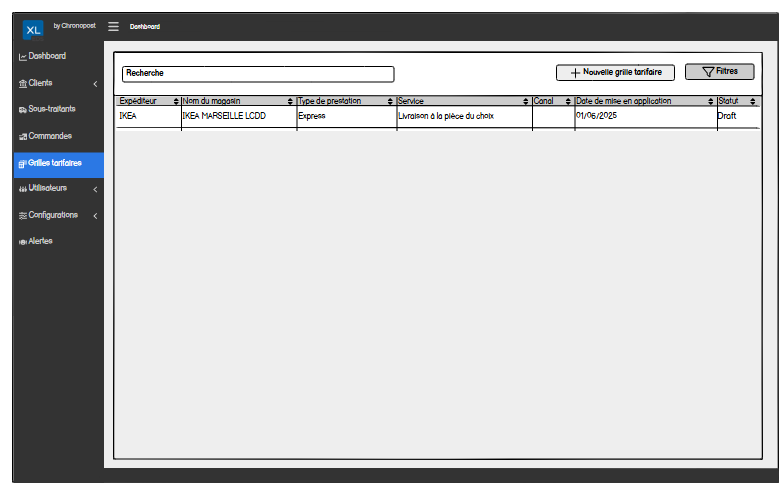 XL by Chronopost Dashboard
Dashboard
Clients
Sous-traitants
Commandes
Grilles tarifaires
Utilisateurs
Configurations
Alertes
Recherche
Nouvelle grille tarifaire
Filtres
Expéditeur Nom du magasin Type de prestation Service Canal Date de mise en application Statut
IKEA IKEA MARSEILLE LCDD Express Livraison à la pièce du choix 01/06/2025 Draft